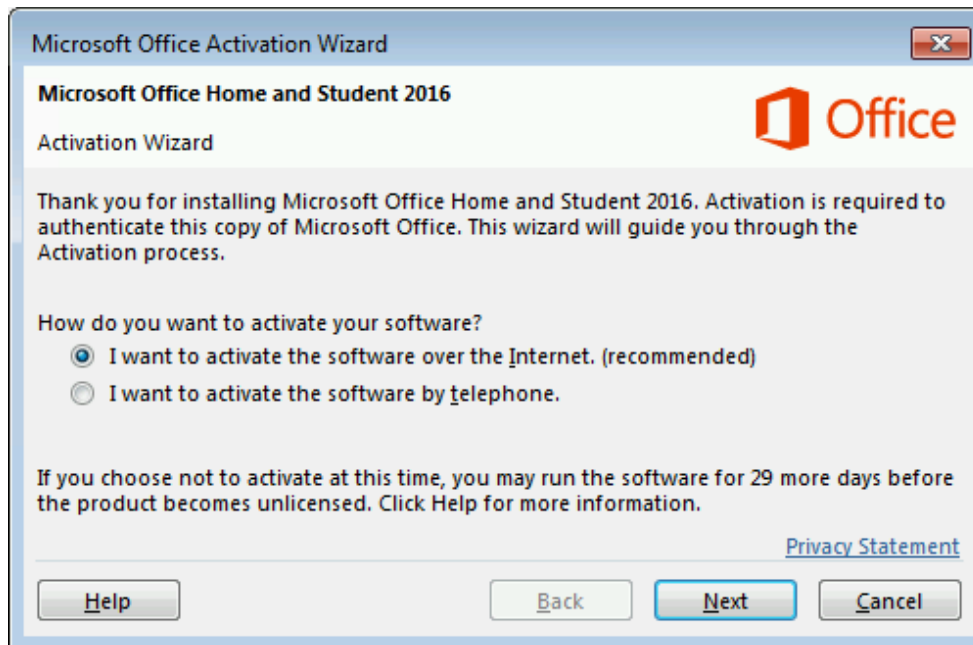 Microsoft Office Activation Wizard
Microsoft Office Home and Student 2016
Office
Activation Wizard
Thank you for installing Microsoft Office Home and Student 2016. Activation is required to
authenticate this copy of Microsoft Office. This wizard will guide you through the
Activation process.
How do you want to activate your software?
I want to activate the software over the Internet. (recommended)
I want to activate the software by telephone.
If you choose not to activate at this time, you may run the software for 29 more days before
the product becomes unlicensed. Click Help for more information.
Privacy Statement
Help Back Next Cancel